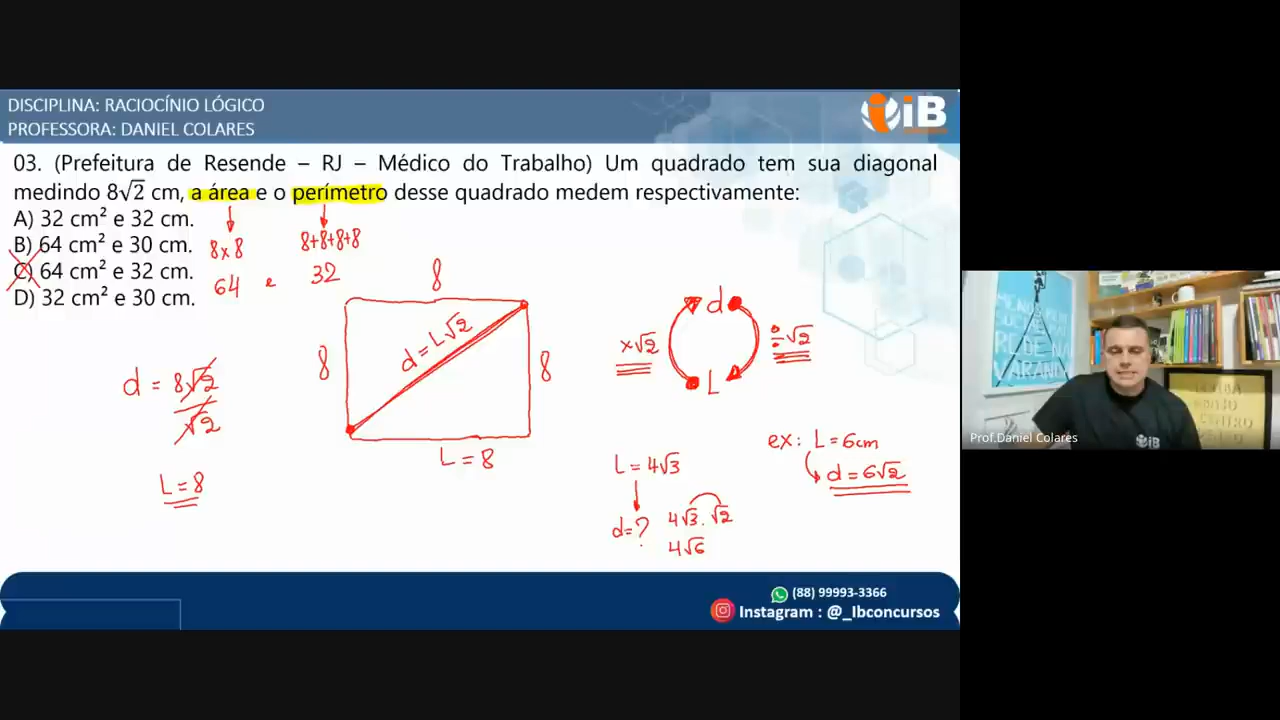 DISCIPLINA: RACIOCÍNIO LÓGICO
PROFESSORA: DANIEL COLARES
iB
03. (Prefeitura de Resende – RJ – Médico do Trabalho) Um quadrado tem sua diagonal
medindo 8√2 cm, a área e o perímetro desse quadrado medem respectivamente:
A) 32 cm² e 32 cm.
B) 64 cm² e 30 cm.
C) 64 cm² e 32 cm.
D) 32 cm² e 30 cm.
8x8
8+8+8+8
64 e 32
8
8
d = L√2
8
L = 8
d = 8√2
√2
L = 8
d
x√2
÷√2
L
ex: L = 6cm
d = 6√2
L = 4√3
d = ?
4√3 . √2
4√6
(88) 99993-3366
Instagram : @_Ibconcursos
REDE NA
VARANDA
iB
Prof.Daniel Colares